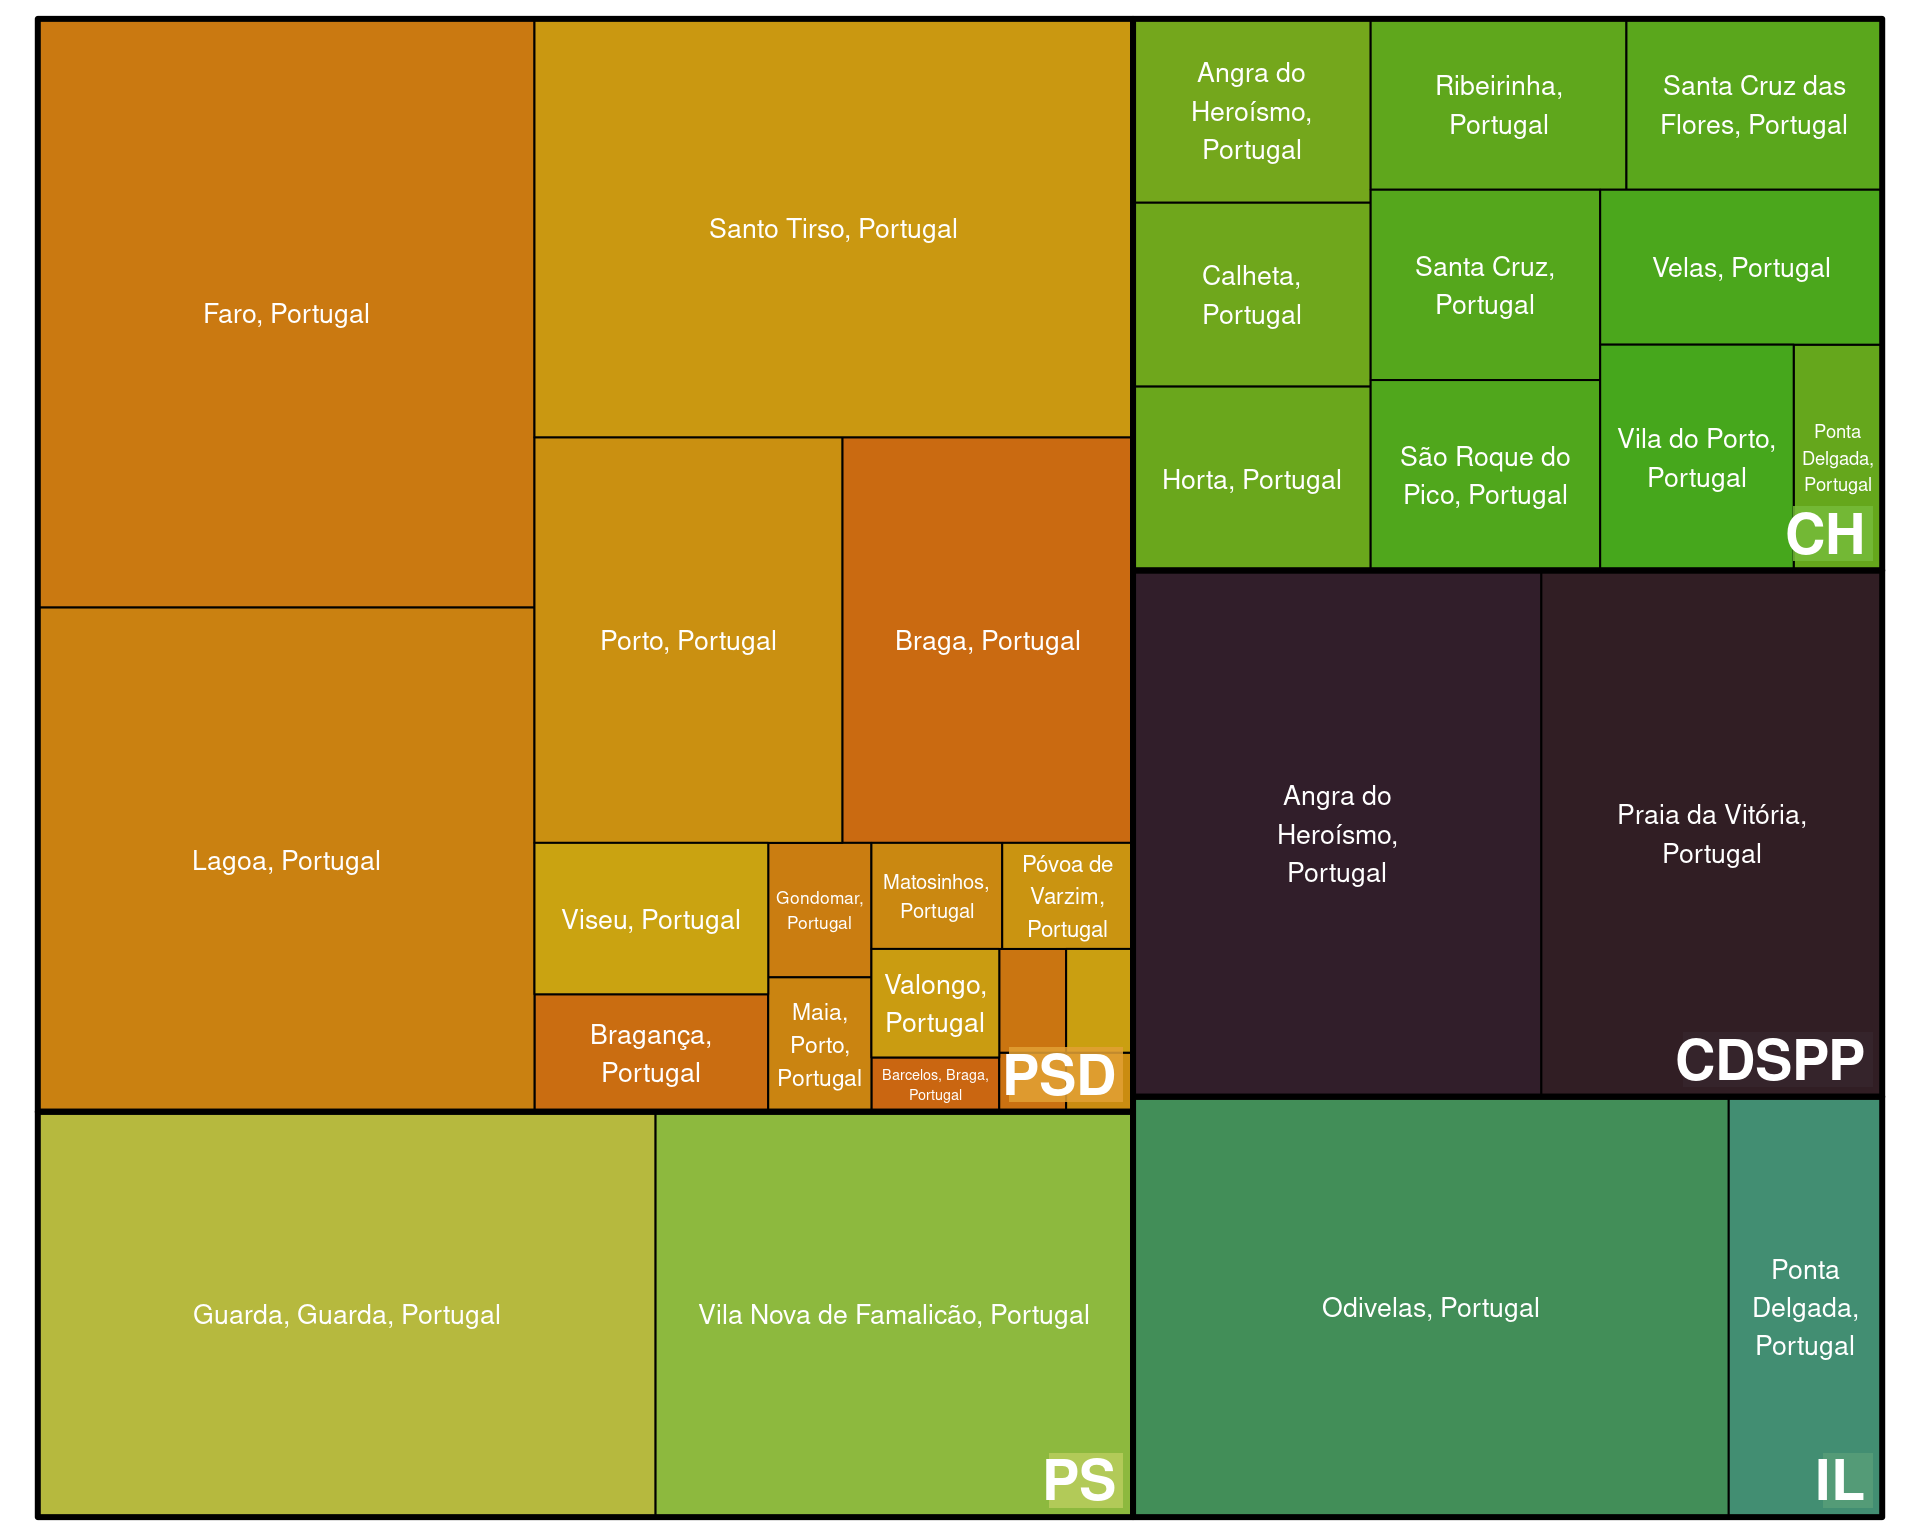 Faro, Portugal
Lagoa, Portugal
Santo Tirso, Portugal
Porto, Portugal
Braga, Portugal
Viseu, Portugal
Bragança,
Portugal
Gondomar,
Portugal
Maia,
Porto,
Portugal
Matosinhos,
Portugal
Póvoa de
Varzim,
Portugal
Valongo,
Portugal
Barcelos, Braga,
Portugal
PSD
Guarda, Guarda, Portugal
Vila Nova de Famalicão, Portugal
PS
Angra do
Heroísmo,
Portugal
Calheta,
Portugal
Horta, Portugal
Ribeirinha,
Portugal
Santa Cruz das
Flores, Portugal
Santa Cruz,
Portugal
São Roque do
Pico, Portugal
Velas, Portugal
Vila do Porto,
Portugal
Ponta
Delgada,
Portugal
CH
Angra do
Heroísmo,
Portugal
Praia da Vitória,
Portugal
CDSPP
Odivelas, Portugal
Ponta
Delgada,
Portugal
IL